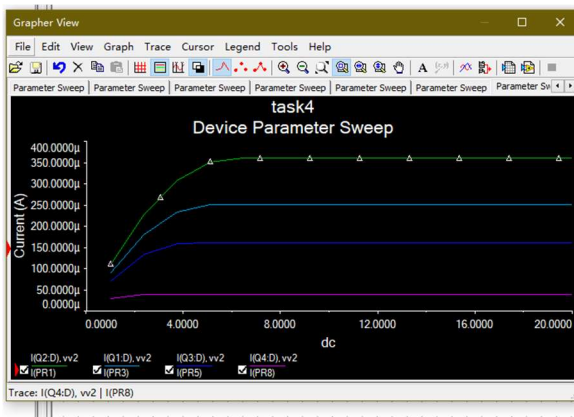 Grapher View
File Edit View Graph Trace Cursor Legend Tools Help
A
Parameter Sweep Parameter Sweep Parameter Sweep Parameter Sweep Parameter Sweep Parameter Sweep Parameter Sw
task4
Device Parameter Sweep
Current (A)
400.0000µ
350.0000µ
300.0000µ
250.0000µ
200.0000µ
150.0000µ
100.0000µ
50.0000µ
0.0000µ
0.0000 4.0000 8.0000 12.0000 16.0000 20.0000
dc
I(Q2:D), vv2 I(Q1:D), vv2 I(Q3:D), vv2 I(Q4:D), vv2
I(PR1) I(PR3) I(PR5) I(PR8)
Trace: I(Q4:D), vv2 | I(PR8)